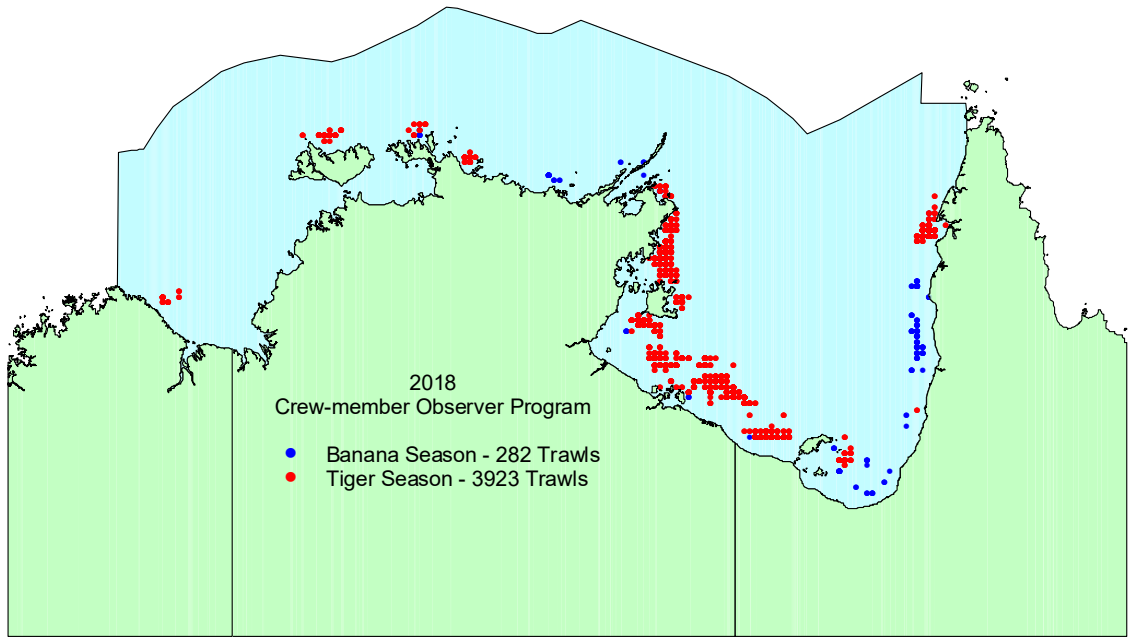 2018
Crew-member Observer Program
Banana Season - 282 Trawls
Tiger Season - 3923 Trawls